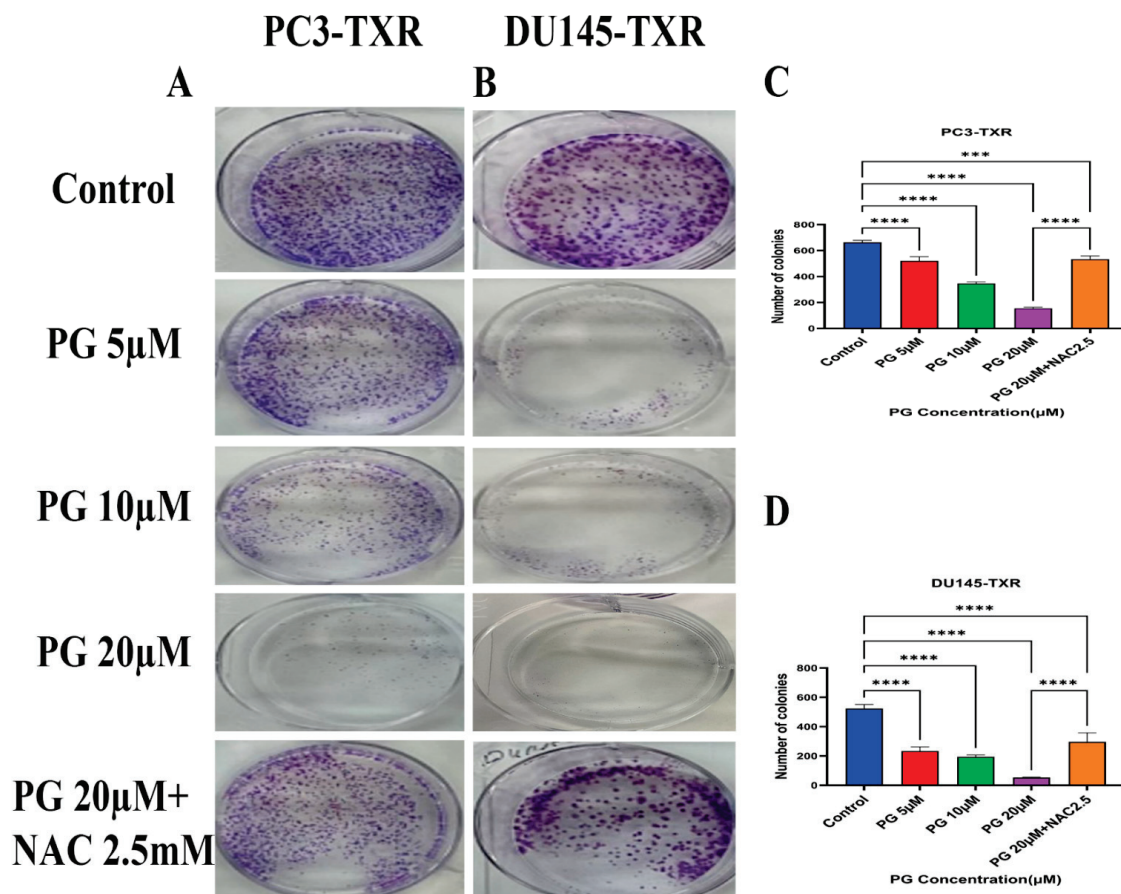 PC3-TXR DU145-TXR
A
B
Control
PG 5µM
PG 10µM
PG 20µM
PG 20µM+
NAC 2.5mM
C
PC3-TXR
***
****
****
**** ****
Number of colonies
800
600
400
200
0
Control
PG 5µM
PG 10µM
PG 20µM
PG 20µM+NAC2.5
PG Concentration(µM)
D
DU145-TXR
****
****
****
**** ****
Number of colonies
800
600
400
200
0
Control
PG 5µM
PG 10µM
PG 20µM
PG 20µM+NAC2.5
PG Concentration(µM)